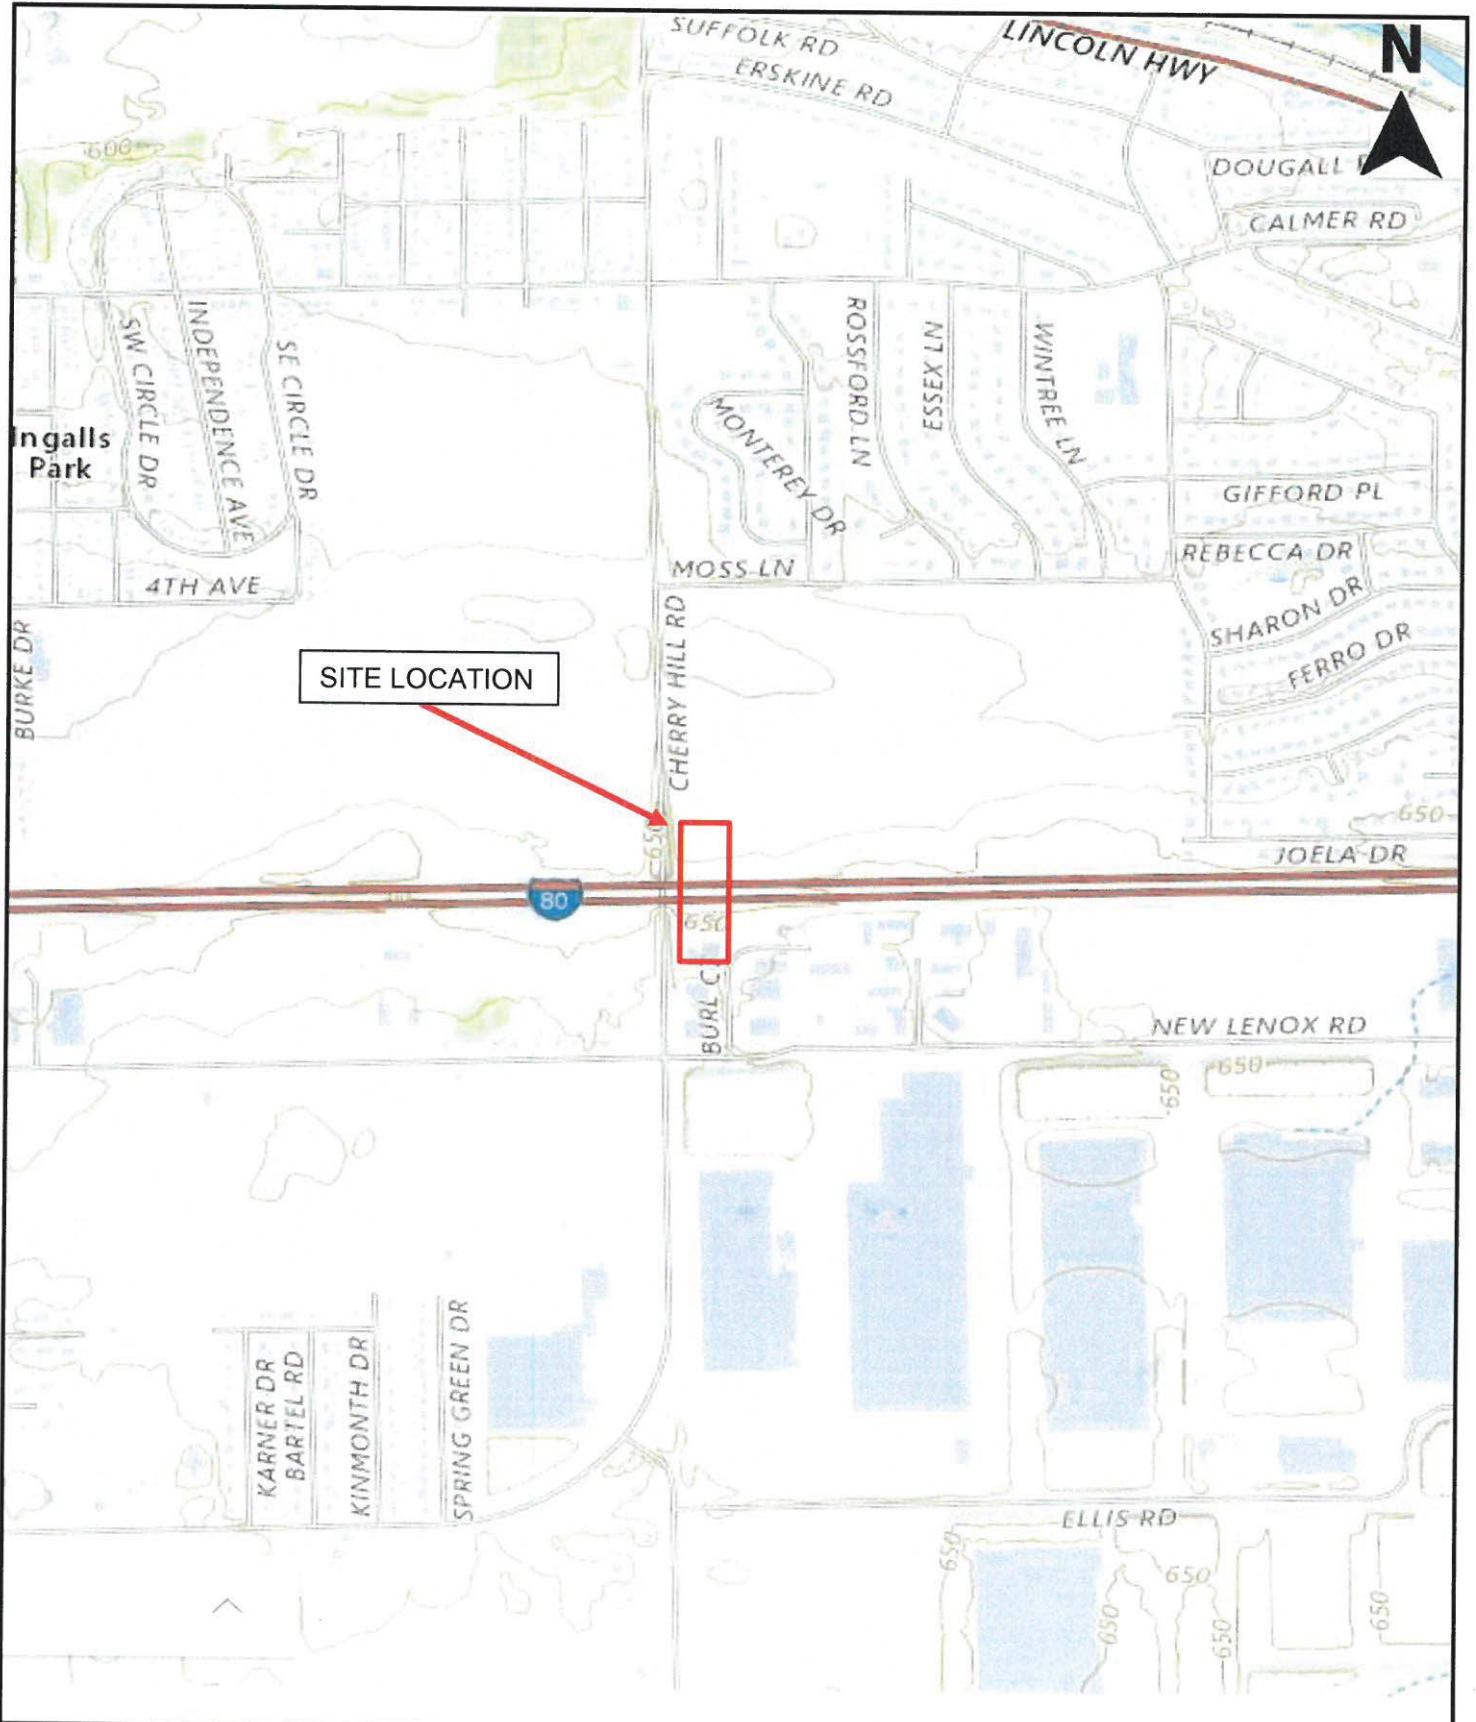 SUFFOLK RD
LINCOLN HWY
N
ERSKINE RD
600
DOUGALL
CALMER RD
SW CIRCLE DR
INDEPENDENCE AVE
SE CIRCLE DR
ROSSFORD LN
ESSEX LN
WINTREE LN
MONTEREY DR
Ingalls
Park
GIFFORD PL
REBECCA DR
MOSS LN
4TH AVE
SHARON DR
FERRO DR
BURKE DR
CHERRY HILL RD
SITE LOCATION
650
650
JOELA DR
80
650
BURL C
NEW LENOX RD
650
650
KARNER DR
BARTEL RD
KINMONTH DR
SPRING GREEN DR
ELLIS RD
650
650
650
650
650